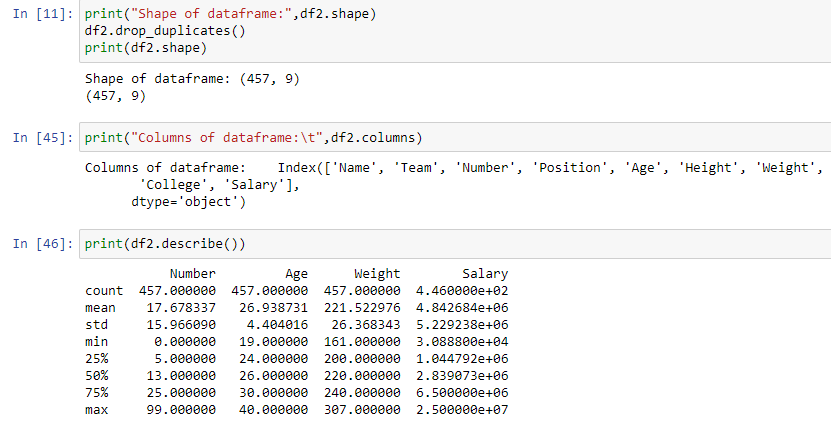 In [11]: print("Shape of dataframe:",df2.shape)
df2.drop_duplicates()
print(df2.shape)
Shape of dataframe: (457, 9)
(457, 9)
In [45]: print("Columns of dataframe:\t",df2.columns)
Columns of dataframe:    Index(['Name', 'Team', 'Number', 'Position', 'Age', 'Height', 'Weight',
'College', 'Salary'],
dtype='object')
In [46]: print(df2.describe())
Number Age Weight Salary
count 457.000000 457.000000 457.000000 4.460000e+02
mean 17.678337 26.938731 221.522976 4.842684e+06
std 15.966090 4.404016 26.368343 5.229238e+06
min 0.000000 19.000000 161.000000 3.088800e+04
25% 5.000000 24.000000 200.000000 1.044792e+06
50% 13.000000 26.000000 220.000000 2.839073e+06
75% 25.000000 30.000000 240.000000 6.500000e+06
max 99.000000 40.000000 307.000000 2.500000e+07